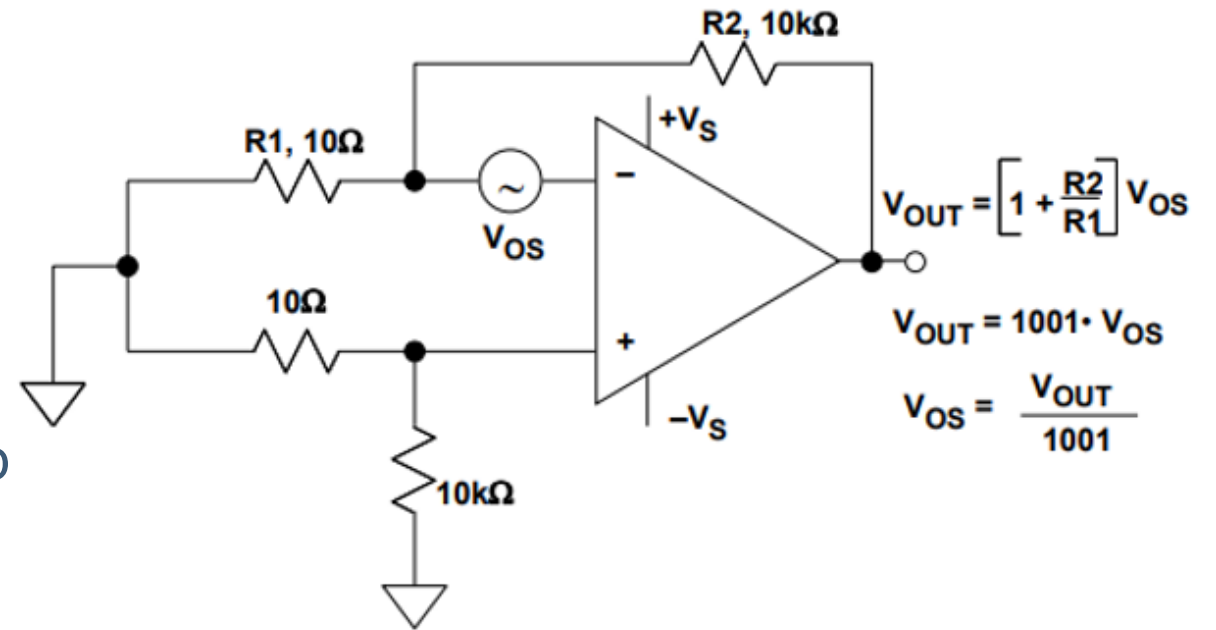 R2, 10kΩ
+VS
R1, 10Ω
−
~
VOS
VOUT = [1 + R2/R1] VOS
10Ω
+
VOUT = 1001• VOS
–VS
VOS = VOUT/1001
10kΩ